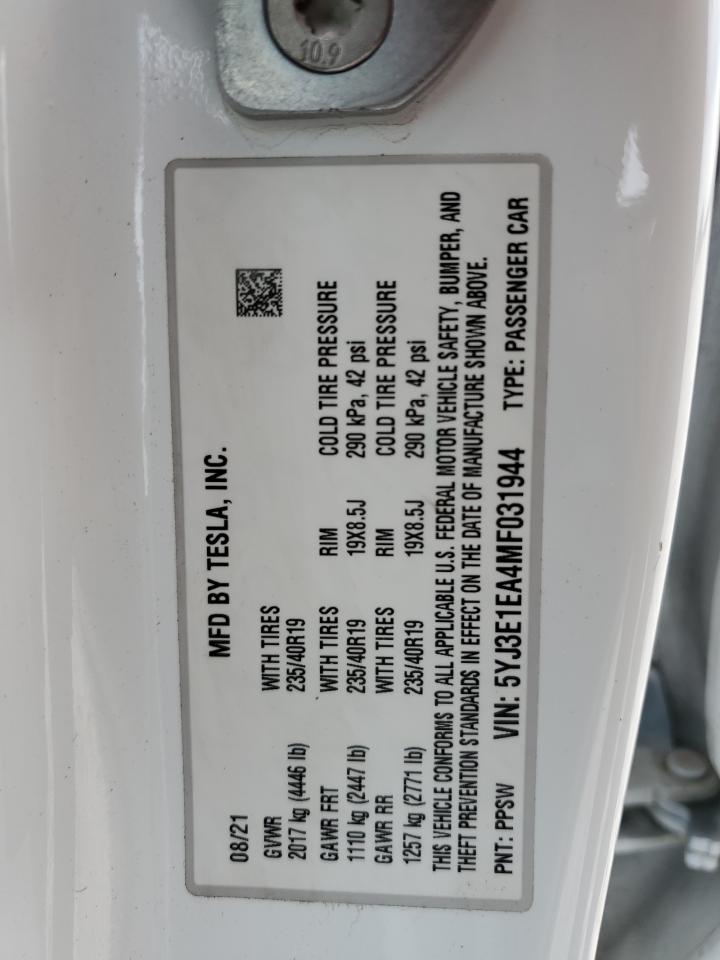 10.9
08/21 MFD BY TESLA, INC.
GVWR WITH TIRES
2017 kg (4446 lb) 235/40R19
GAWR FRT WITH TIRES RIM COLD TIRE PRESSURE
1110 kg (2447 lb) 235/40R19 19X8.5J 290 kPa, 42 psi
GAWR RR WITH TIRES RIM COLD TIRE PRESSURE
1257 kg (2771 lb) 235/40R19 19X8.5J 290 kPa, 42 psi
THIS VEHICLE CONFORMS TO ALL APPLICABLE U.S. FEDERAL MOTOR VEHICLE SAFETY, BUMPER, AND
THEFT PREVENTION STANDARDS IN EFFECT ON THE DATE OF MANUFACTURE SHOWN ABOVE.
PNT: PPSW VIN: 5YJ3E1EA4MF031944 TYPE: PASSENGER CAR